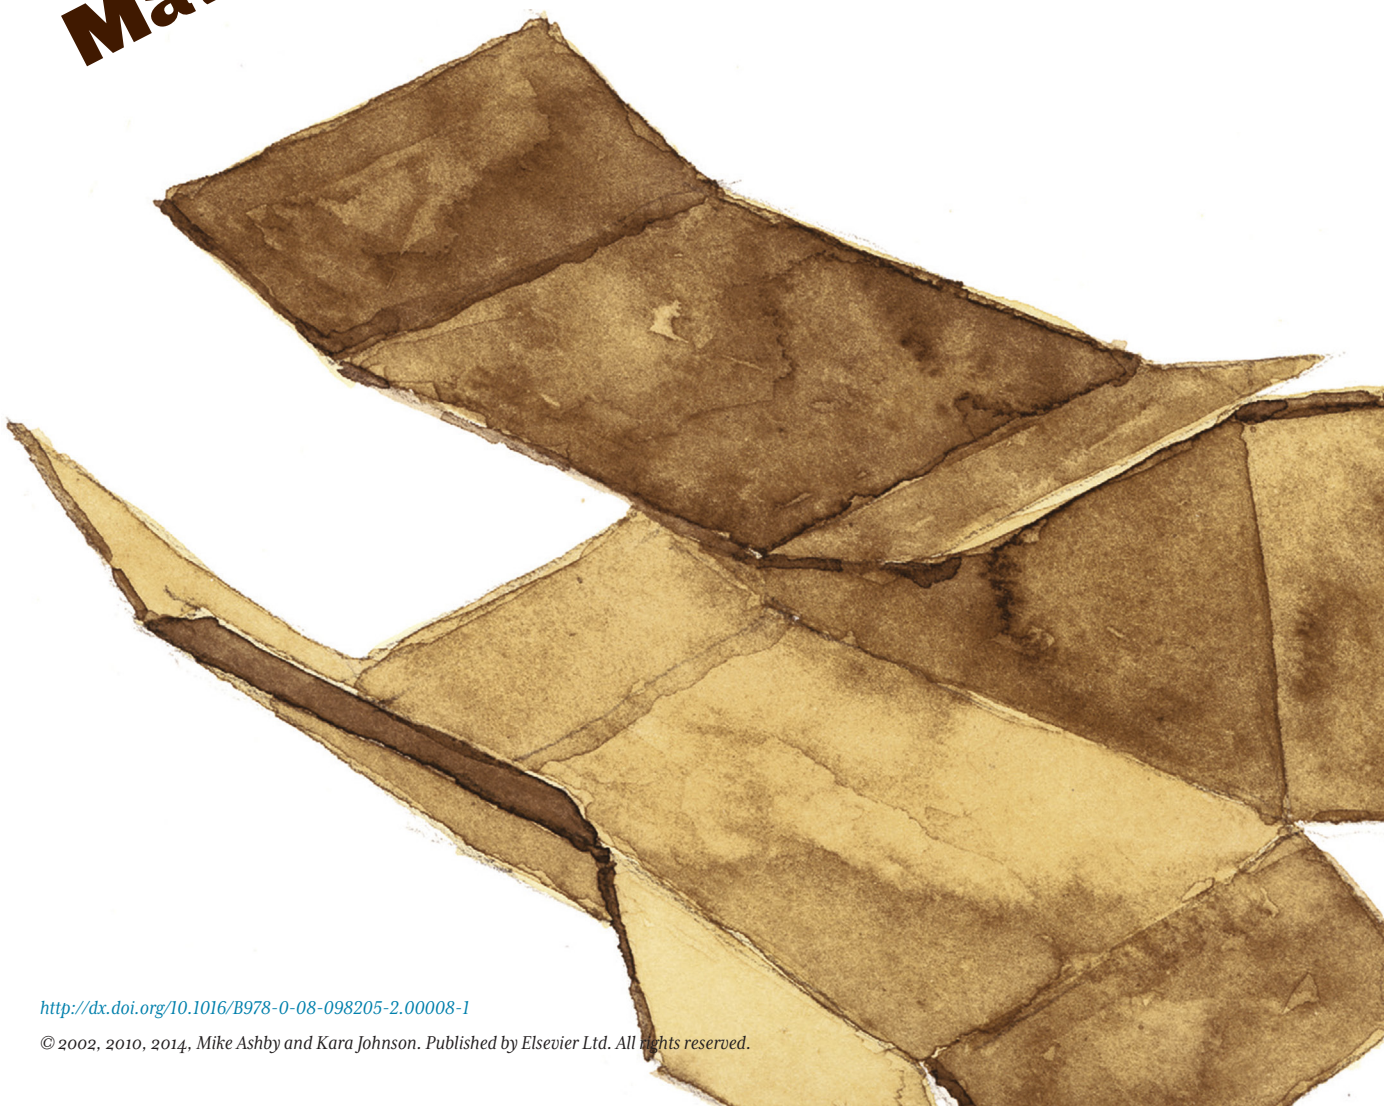 http://dx.doi.org/10.1016/B978-0-08-098205-2.00008-1
© 2002, 2010, 2014, Mike Ashby and Kara Johnson. Published by Elsevier Ltd. All rights reserved.